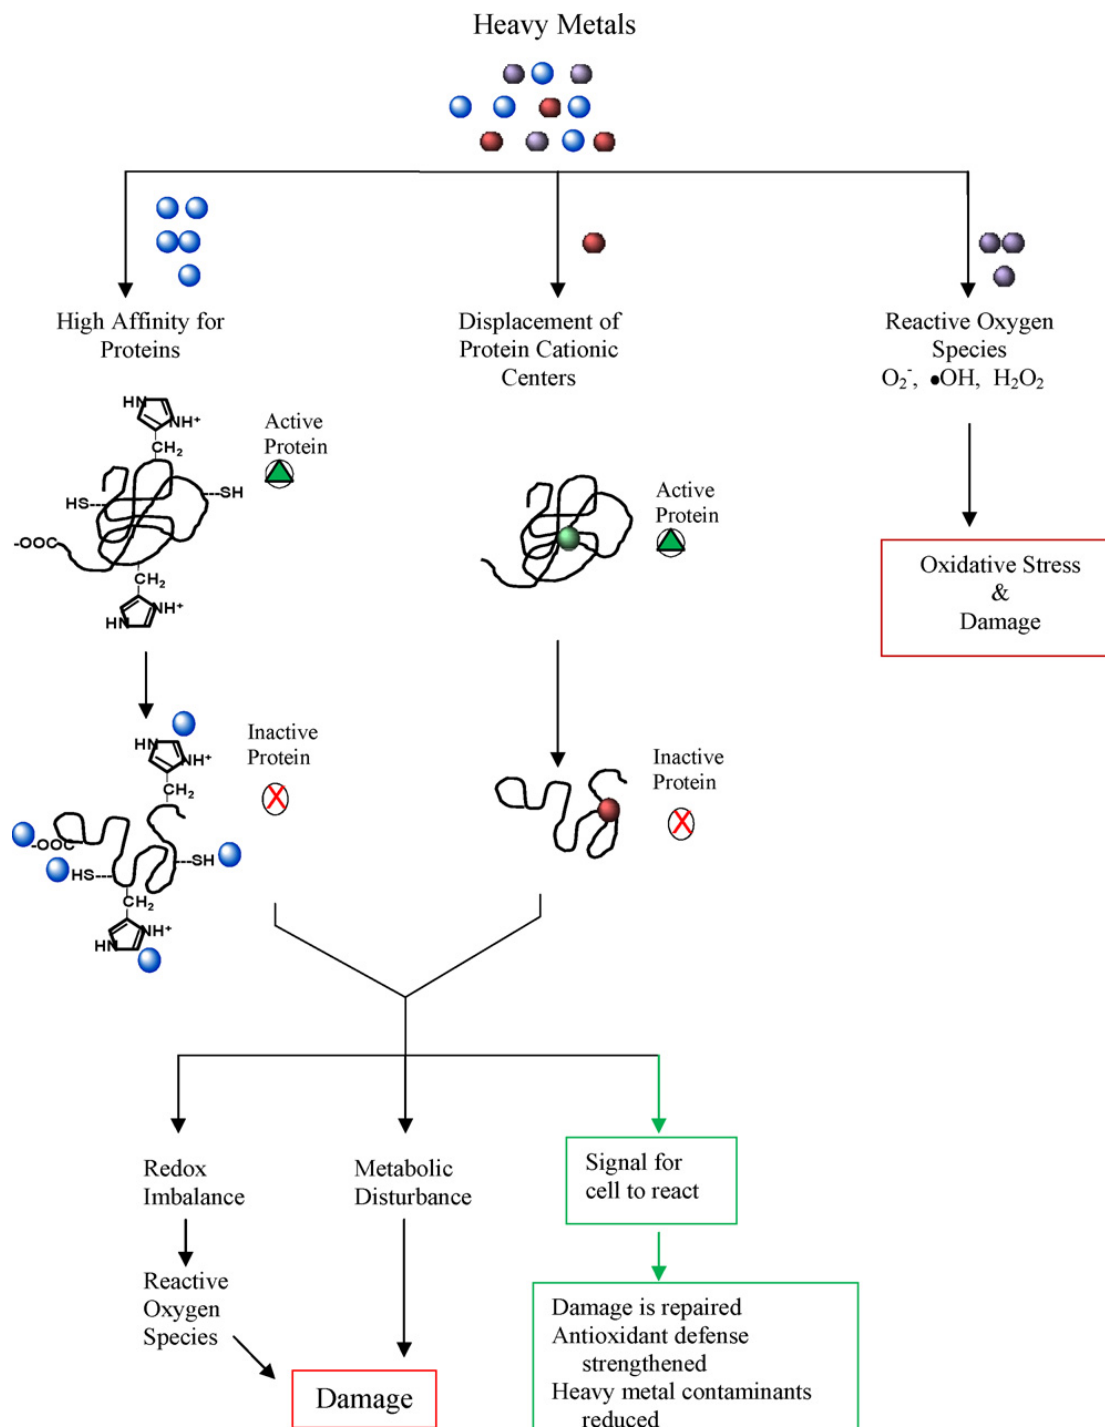 Heavy Metals
High Affinity for
Proteins
Displacement of
Protein Cationic
Centers
Reactive Oxygen
Species
O₂⁻, •OH, H₂O₂
HN
NH⁺
CH₂
Active
Protein
HS---
---SH
-OOC
CH₂
NH⁺
HN
Active
Protein
Oxidative Stress
&
Damage
Inactive
Protein
HN
NH⁺
CH₂
-OOC
HS---
---SH
CH₂
NH⁺
HN
Inactive
Protein
X
X
Redox
Imbalance
Metabolic
Disturbance
Signal for
cell to react
Reactive
Oxygen
Species
Damage
Damage is repaired
Antioxidant defense
strengthened
Heavy metal contaminants
reduced